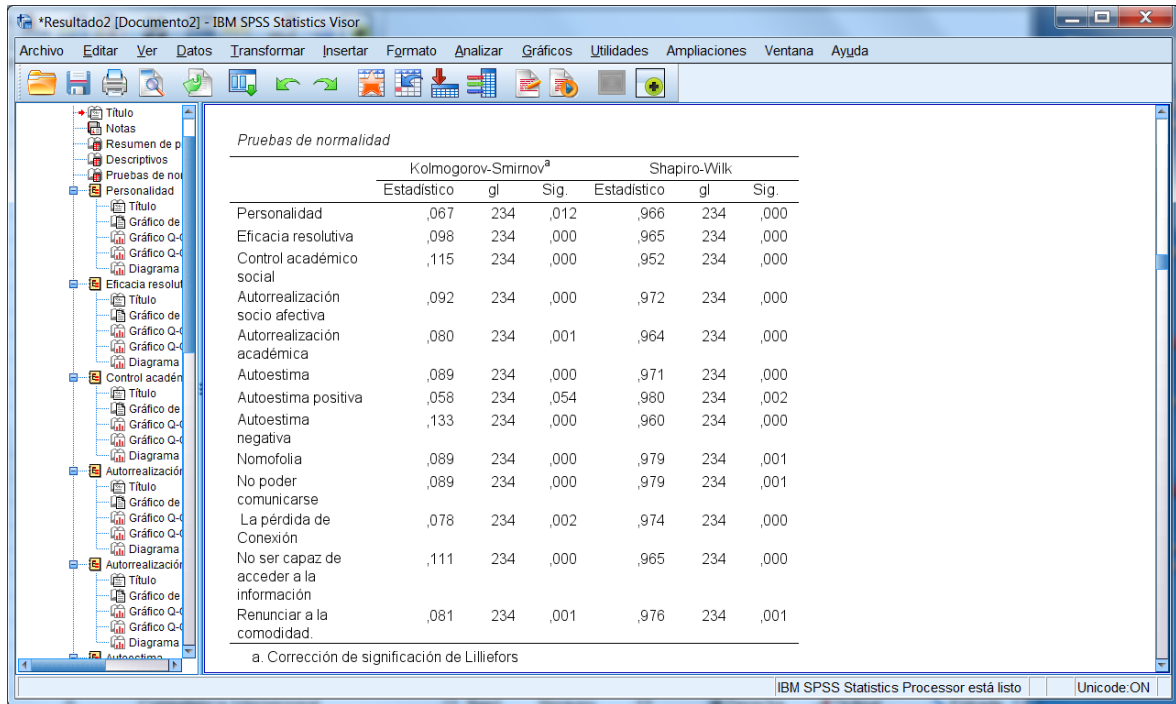 *Resultado2 [Documento2] - IBM SPSS Statistics Visor
Archivo Editar Ver Datos Transformar Insertar Formato Analizar Gráficos Utilidades Ampliaciones Ventana Ayuda
Título
Notas
Resumen de p
Descriptivos
Pruebas de nor
Personalidad
Título
Gráfico de
Gráfico Q-
Gráfico Q-
Diagrama
Eficacia resolut
Título
Gráfico de
Gráfico Q-
Gráfico Q-
Diagrama
Control académ
Título
Gráfico de
Gráfico Q-
Gráfico Q-
Diagrama
Autorrealización
Título
Gráfico de
Gráfico Q-
Gráfico Q-
Diagrama
Autorrealización
Título
Gráfico de
Gráfico Q-
Gráfico Q-
Diagrama
Autoestima
Pruebas de normalidad
Kolmogorov-Smirnovª Shapiro-Wilk
Estadístico gl Sig. Estadístico gl Sig.
Personalidad ,067 234 ,012 ,966 234 ,000
Eficacia resolutiva ,098 234 ,000 ,965 234 ,000
Control académico ,115 234 ,000 ,952 234 ,000
social
Autorrealización ,092 234 ,000 ,972 234 ,000
socio afectiva
Autorrealización ,080 234 ,001 ,964 234 ,000
académica
Autoestima ,089 234 ,000 ,971 234 ,000
Autoestima positiva ,058 234 ,054 ,980 234 ,002
Autoestima ,133 234 ,000 ,960 234 ,000
negativa
Nomofolia ,089 234 ,000 ,979 234 ,001
No poder ,089 234 ,000 ,979 234 ,001
comunicarse
La pérdida de ,078 234 ,002 ,974 234 ,000
Conexión
No ser capaz de ,111 234 ,000 ,965 234 ,000
acceder a la
información
Renunciar a la ,081 234 ,001 ,976 234 ,001
comodidad.
a. Corrección de significación de Lilliefors
IBM SPSS Statistics Processor está listo Unicode:ON